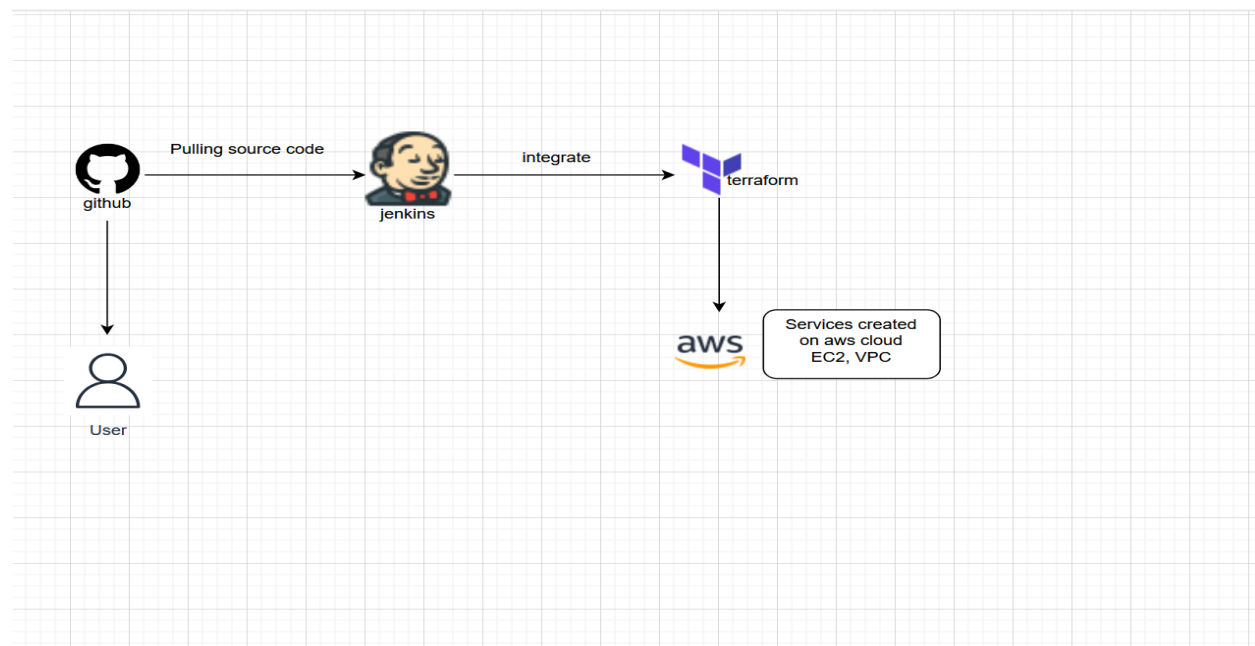 Pulling source code
integrate
github
jenkins
terraform
aws
Services created
on aws cloud
EC2, VPC
User